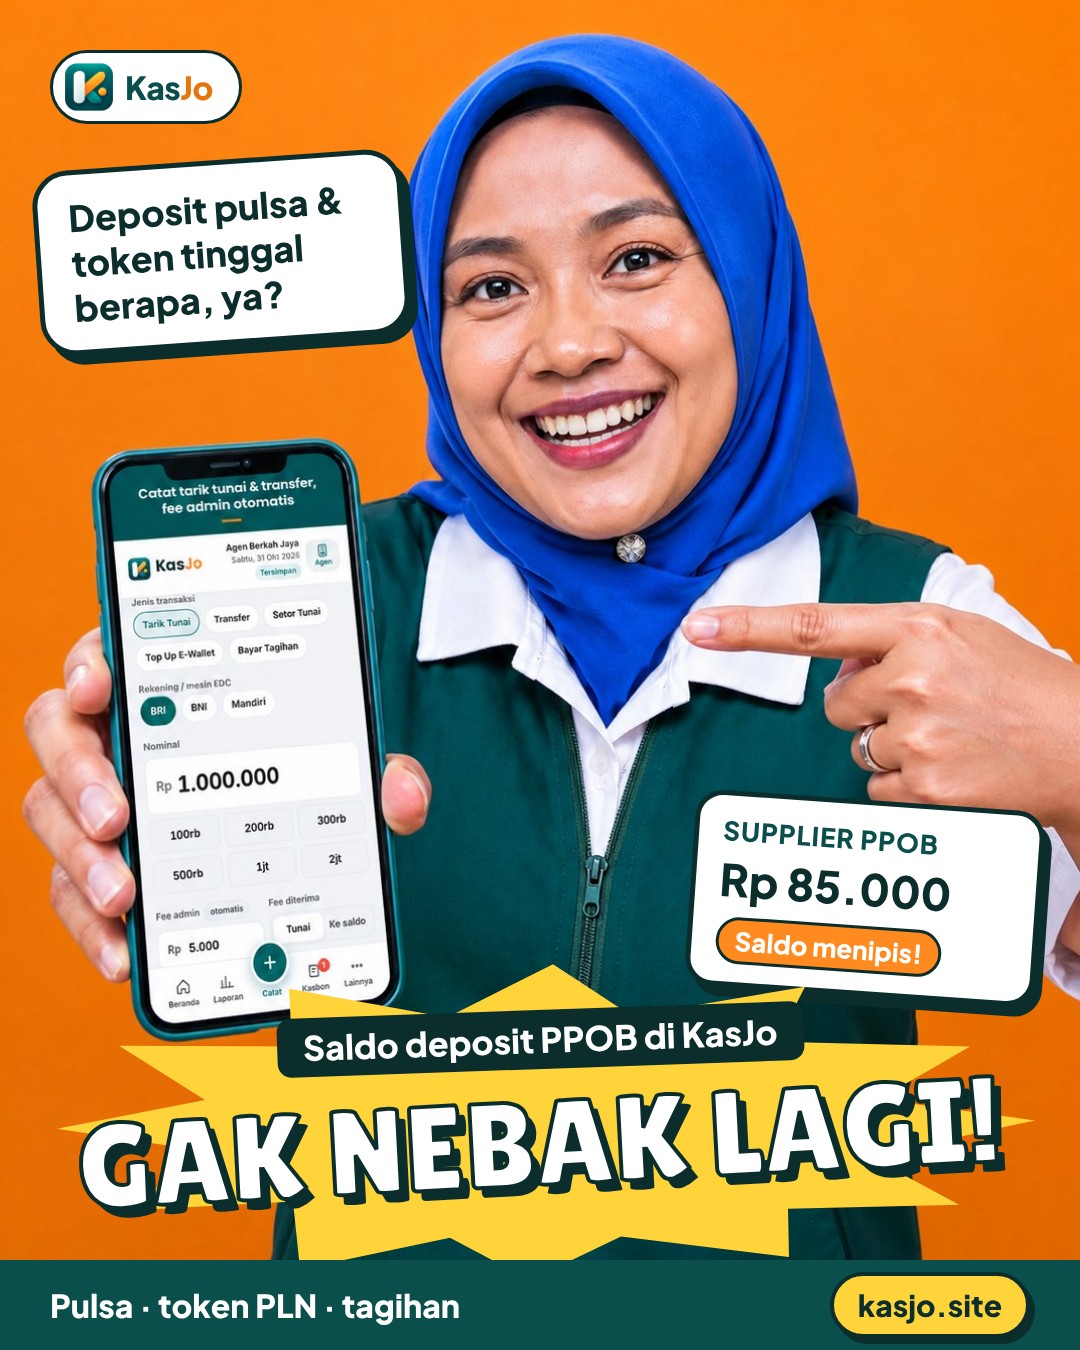 KasJo
Deposit pulsa &
token tinggal
berapa, ya?
Catat tarik tunai & transfer,
fee admin otomatis
KasJo
Agen Berkah Jaya
Sabtu, 31 Okt 2026
Tersimpan
Agen
Jenis transaksi
Tarik Tunai
Transfer
Setor Tunai
Top Up E-Wallet
Bayar Tagihan
Rekening / mesin EDC
BRI
BNI
Mandiri
Nominal
Rp 1.000.000
100rb
200rb
300rb
500rb
1jt
2jt
Fee admin
otomatis
Fee diterima
Rp 5.000
Tunai
Ke saldo
Beranda
Laporan
+
Catat
1
Kasbon
Lainnya
SUPPLIER PPOB
Rp 85.000
Saldo menipis!
Saldo deposit PPOB di KasJo
GAK NEBAK LAGI!
Pulsa · token PLN · tagihan
kasjo.site